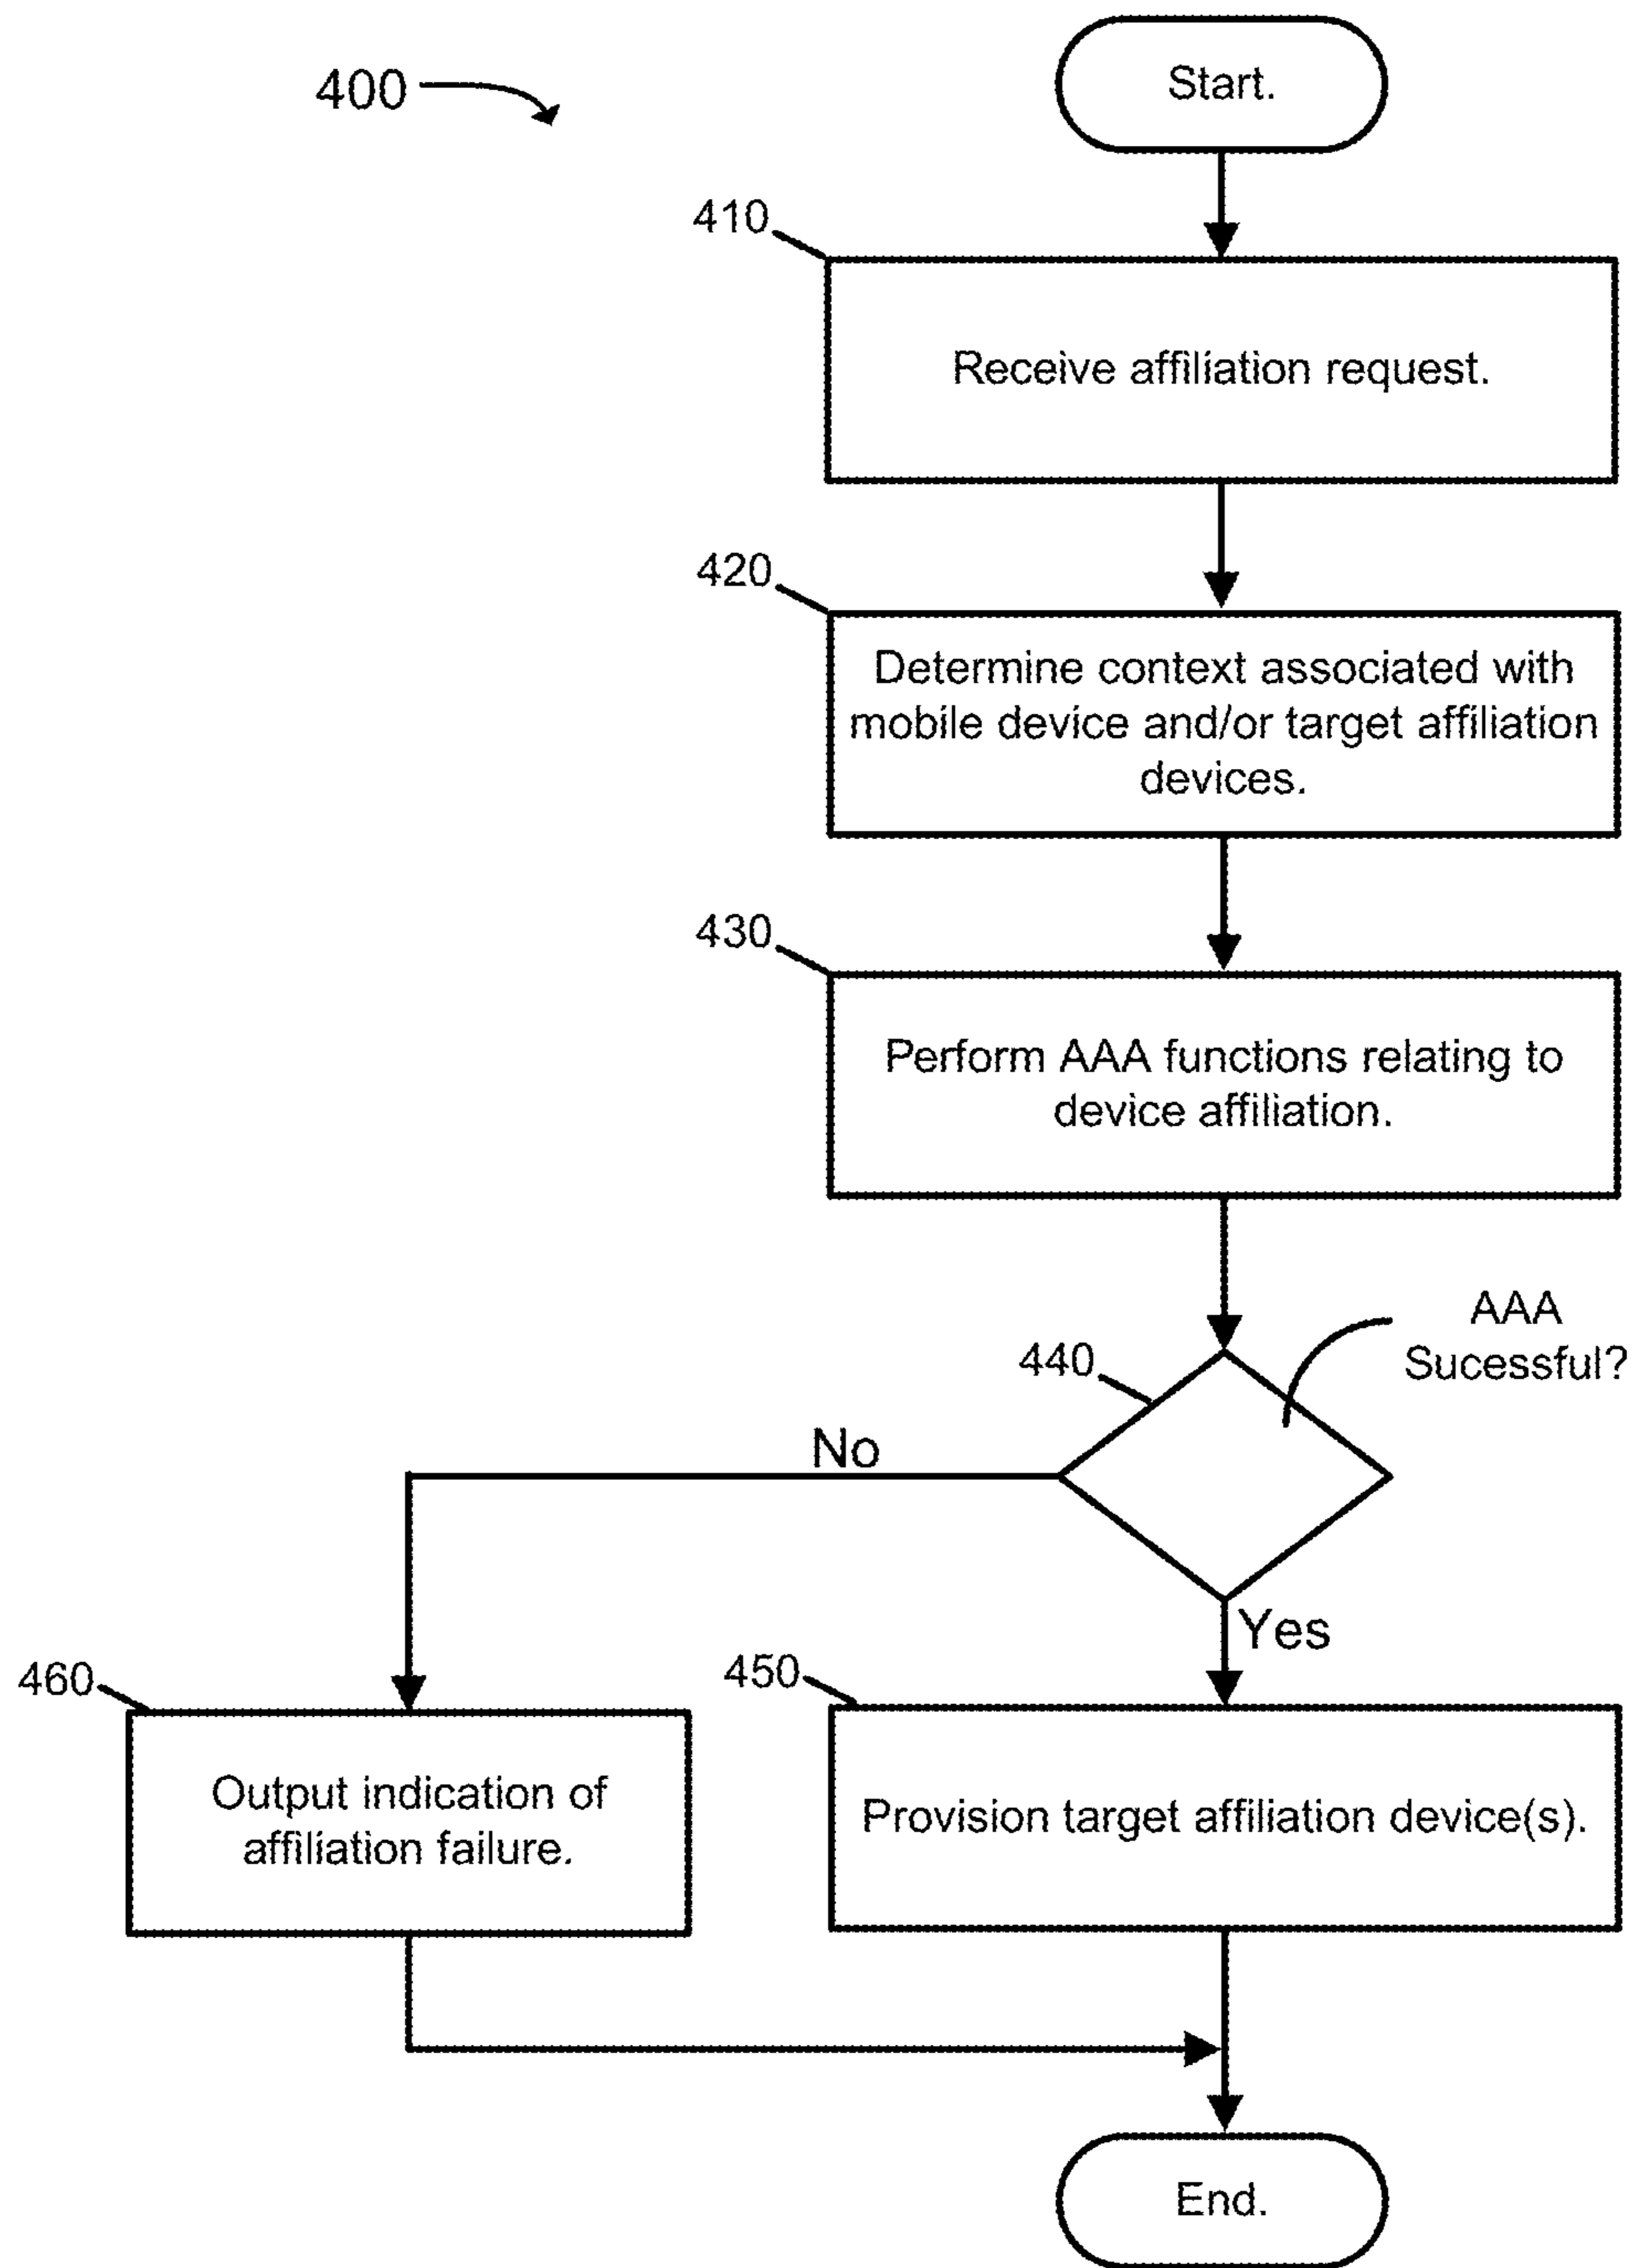 400
Start.
410
Receive affiliation request.
420
Determine context associated with
mobile device and/or target affiliation
devices.
430
Perform AAA functions relating to
device affiliation.
AAA
Sucessful?
440
No
Yes
460
450
Output indication of
affiliation failure.
Provision target affiliation device(s).
End.